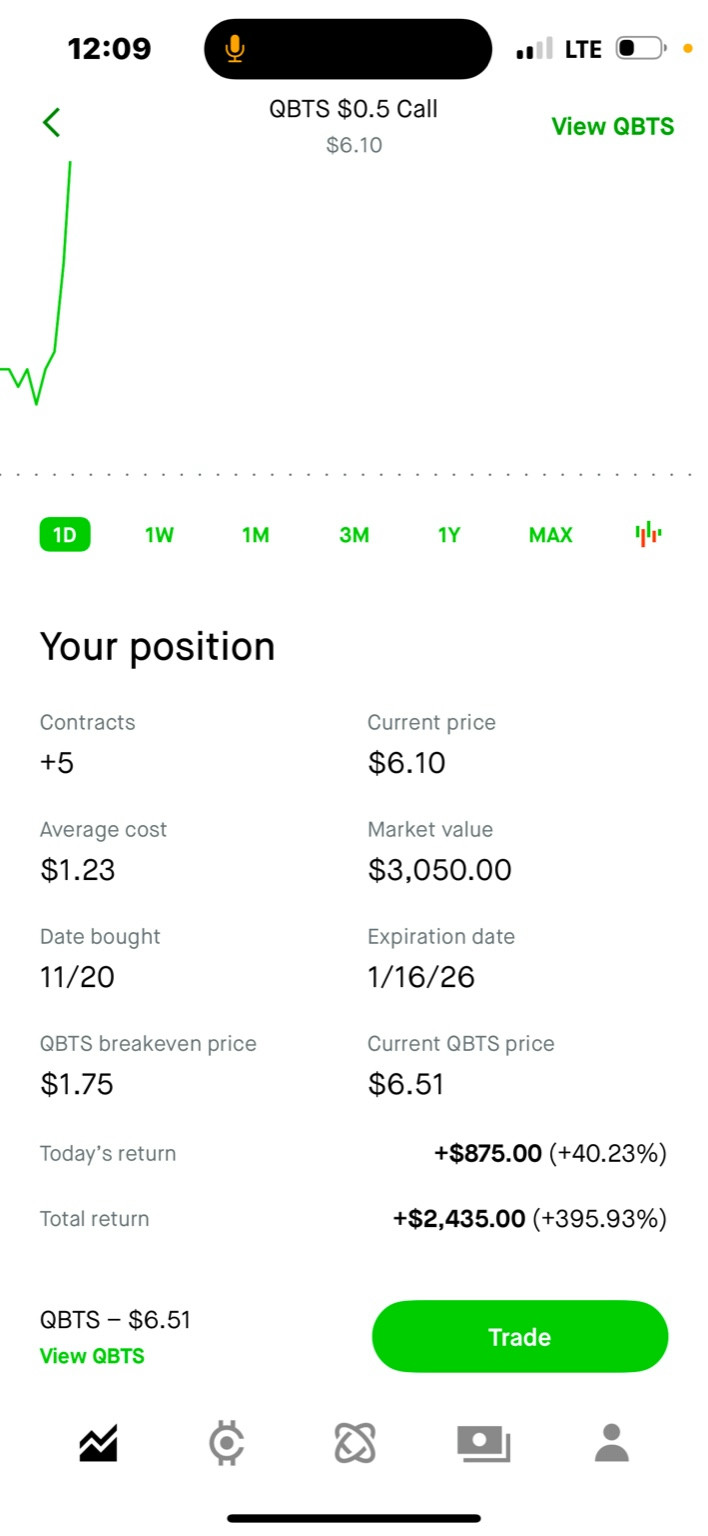 12:09
LTE
QBTS $0.5 Call
$6.10
View QBTS
1D 1W 1M 3M 1Y MAX
Your position
Contracts Current price
+5 $6.10
Average cost Market value
$1.23 $3,050.00
Date bought Expiration date
11/20 1/16/26
QBTS breakeven price Current QBTS price
$1.75 $6.51
Today's return +$875.00 (+40.23%)
Total return +$2,435.00 (+395.93%)
QBTS – $6.51
View QBTS
Trade